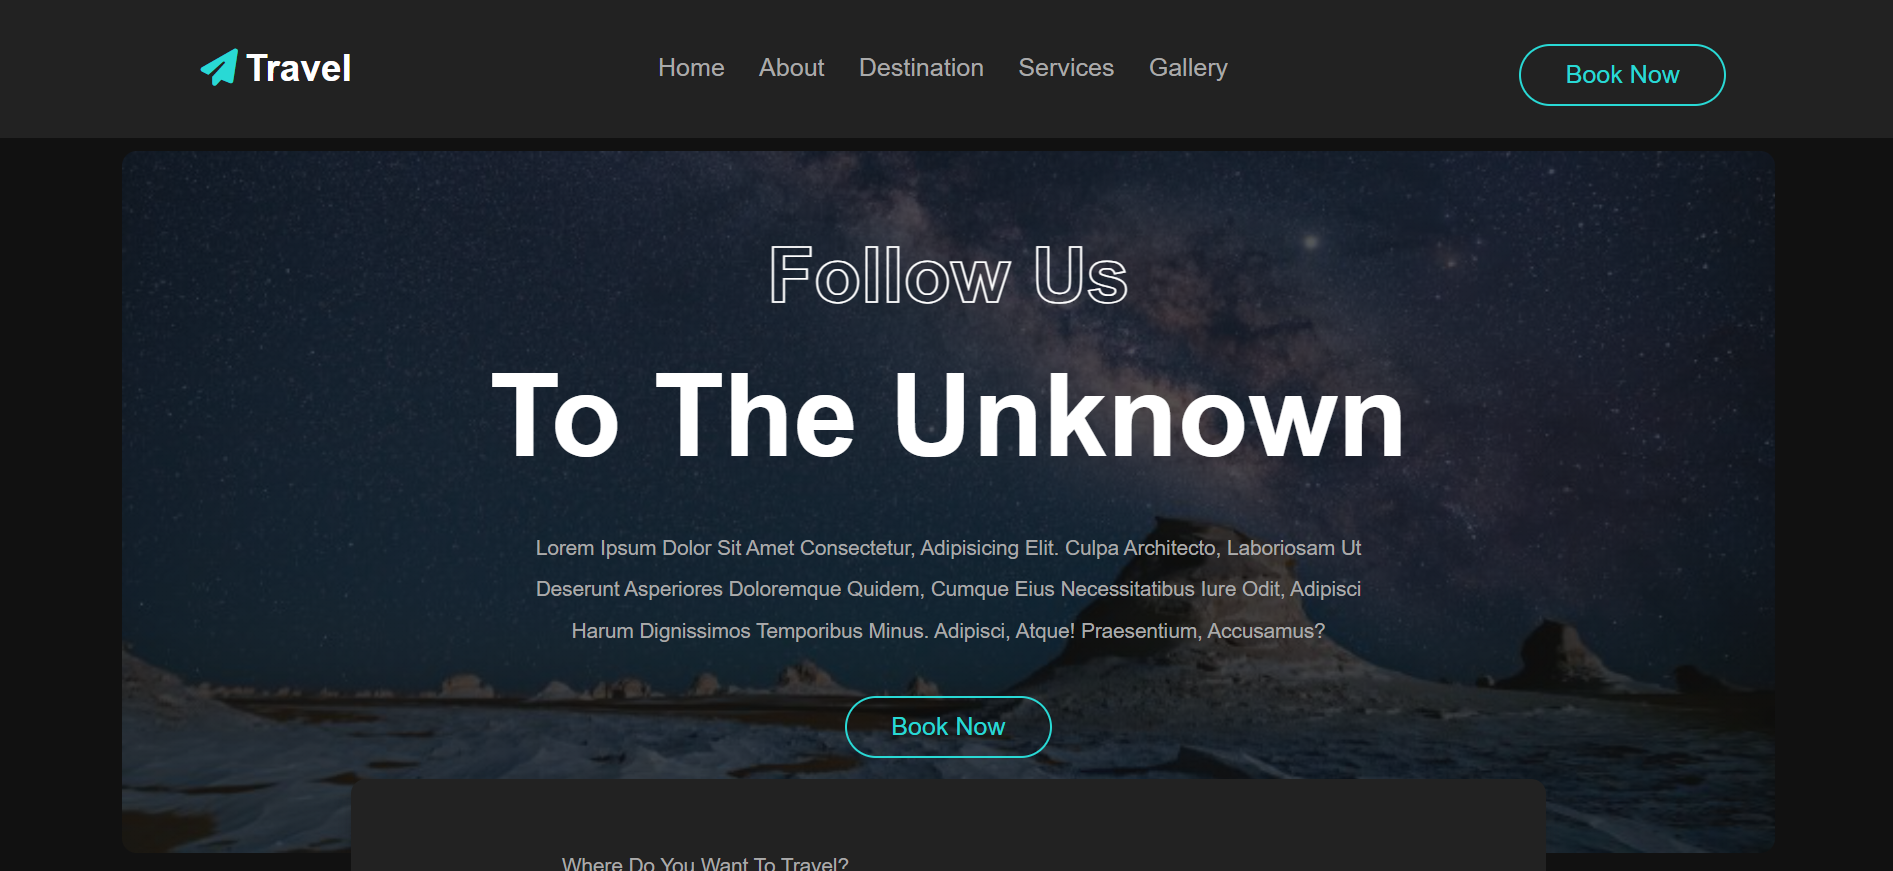 Travel
Home
About
Destination
Services
Gallery
Book Now
Follow Us
To The Unknown
Lorem Ipsum Dolor Sit Amet Consectetur, Adipisicing Elit. Culpa Architecto, Laboriosam Ut
Deserunt Asperiores Doloremque Quidem, Cumque Eius Necessitatibus Iure Odit, Adipisci
Harum Dignissimos Temporibus Minus. Adipisci, Atque! Praesentium, Accusamus?
Book Now
Where Do You Want To Travel?